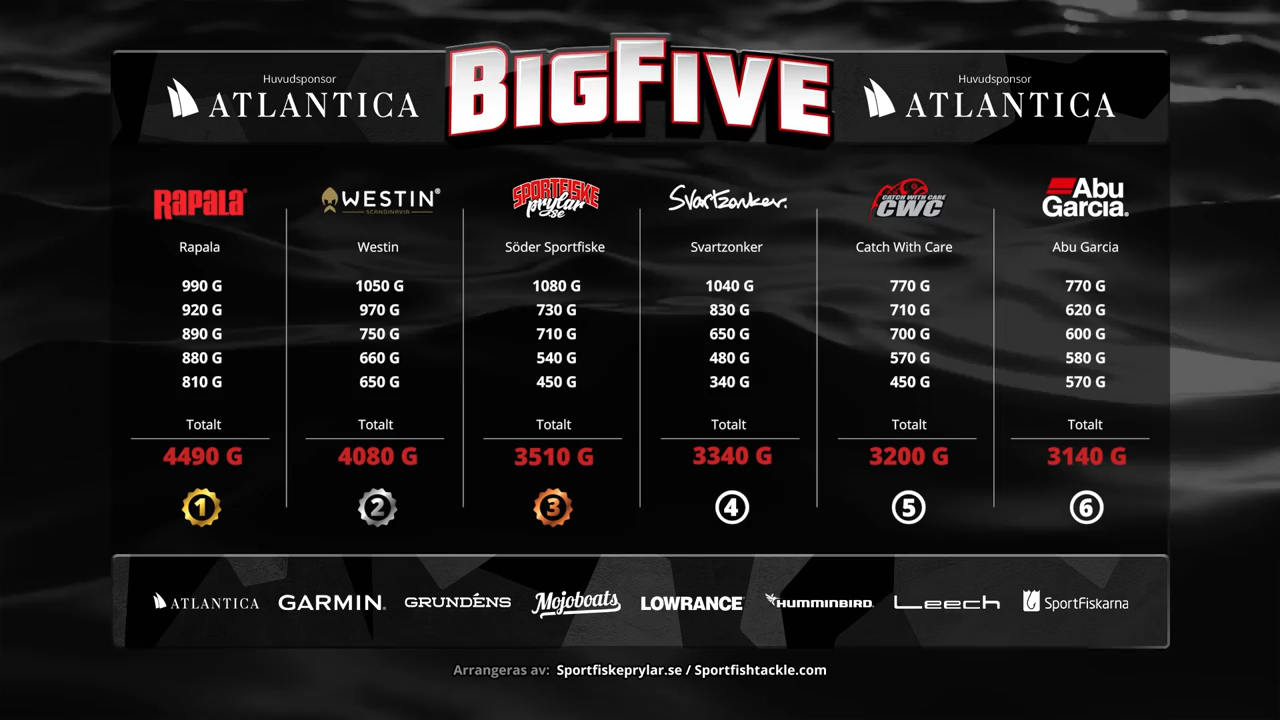 BIGFIVE
Huvudsponsor
ATLANTICA
Huvudsponsor
ATLANTICA
RAPALA®
WESTIN®
SCANDINAVIA
SPORTFISKE
prylar
.se
Svartzonker.
CATCH WITH CARE
CWC
Abu
Garcia®
Rapala
Westin
Söder Sportfiske
Svartzonker
Catch With Care
Abu Garcia
990 G 1050 G 1080 G 1040 G 770 G 770 G
920 G 970 G 730 G 830 G 710 G 620 G
890 G 750 G 710 G 650 G 700 G 600 G
880 G 660 G 540 G 480 G 570 G 580 G
810 G 650 G 450 G 340 G 450 G 570 G
Totalt Totalt Totalt Totalt Totalt Totalt
4490 G 4080 G 3510 G 3340 G 3200 G 3140 G
1 2 3 4 5 6
ATLANTICA GARMIN® GRUNDÉNS Mojoboats LOWRANCE HUMMINBIRD Leech SportFiskarna
Arrangeras av: Sportfiskeprylar.se / Sportfishtackle.com